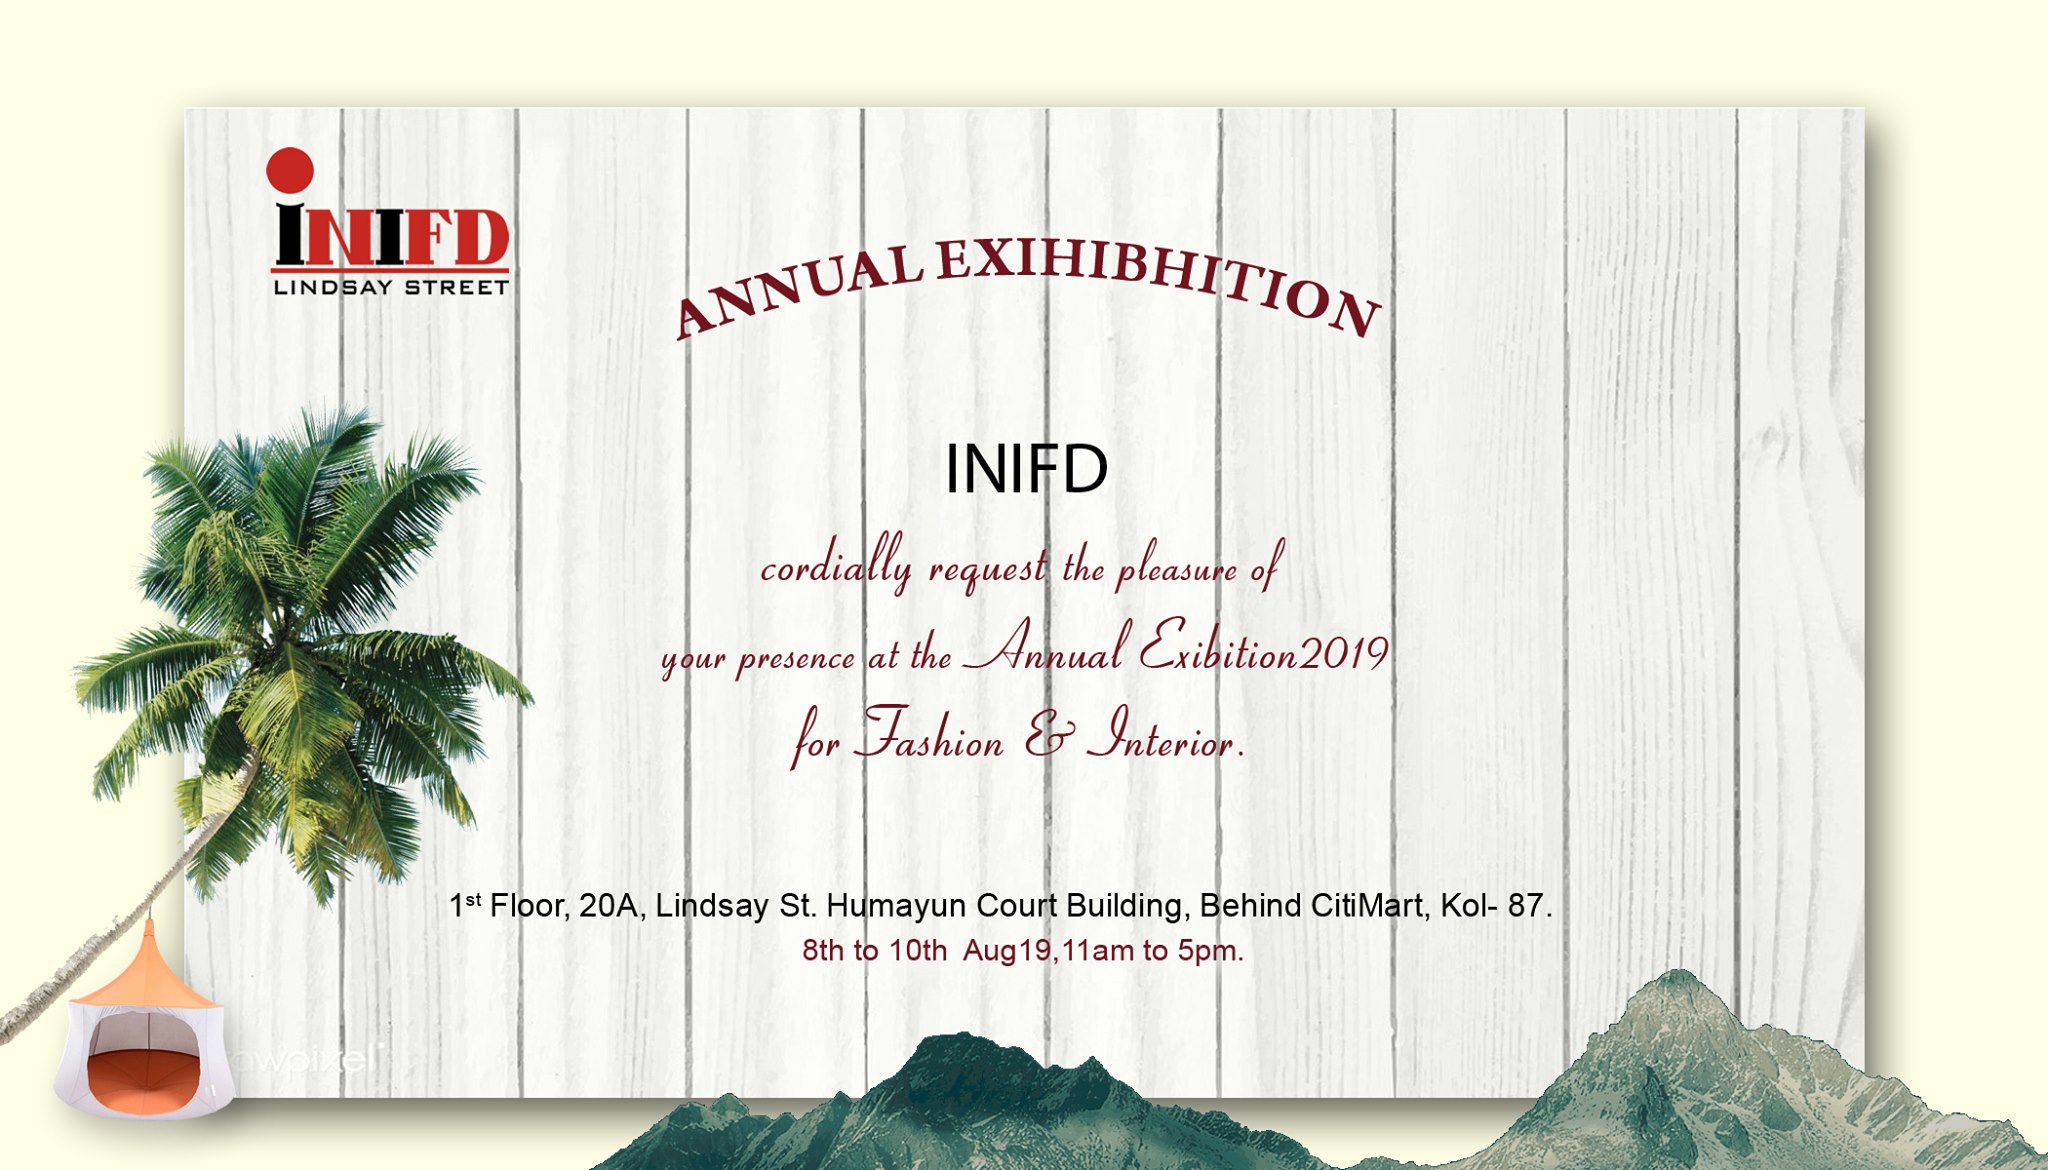 iNIFD
LINDSAY STREET
ANNUAL EXIHIBHITION
INIFD
cordially request the pleasure of
your presence at the Annual Exibition2019
for Fashion & Interior.
1st Floor, 20A, Lindsay St. Humayun Court Building, Behind CitiMart, Kol- 87.
8th to 10th Aug19,11am to 5pm.